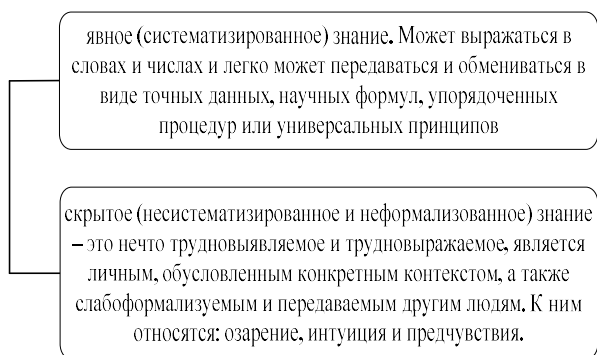 явное (систематизированное) знание. Может выражаться в
словах и числах и легко может передаваться и обмениваться в
виде точных данных, научных формул, упорядоченных
процедур или универсальных принципов
скрытое (несистематизированное и неформализованное) знание
– это нечто трудновыявляемое и трудновыражаемое, является
личным, обусловленным конкретным контекстом, а также
слабоформализуемым и передаваемым другим людям. К ним
относятся: озарение, интуиция и предчувствия.